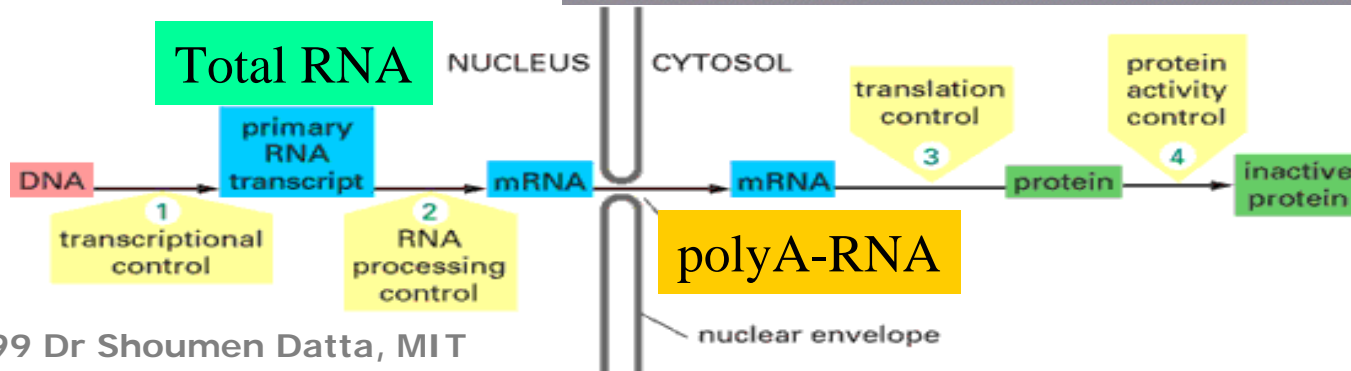 Total RNA
NUCLEUS
CYTOSOL
DNA
primary
RNA
transcript
mRNA
mRNA
translation
control
3
protein
protein
activity
control
4
inactive
protein
1
transcriptional
control
2
RNA
processing
control
polyA-RNA
nuclear envelope
99 Dr Shoumen Datta, MIT